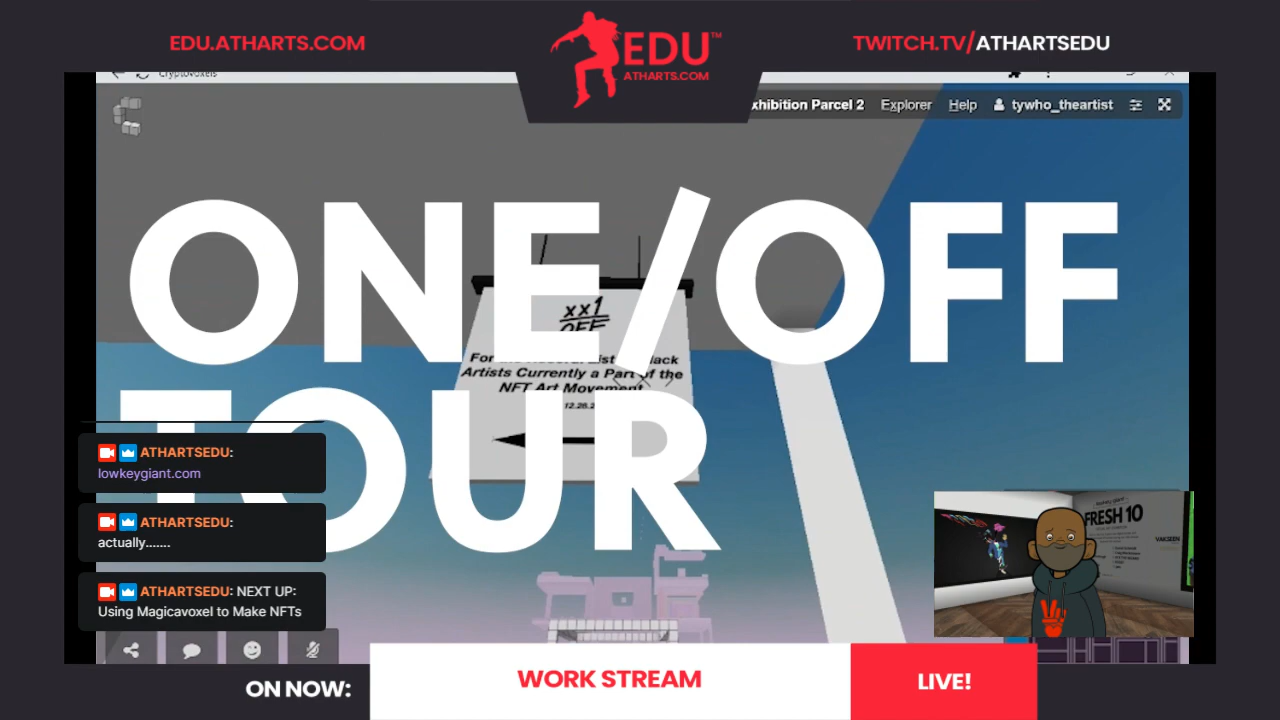 EDU.ATHARTS.COM
EDU™
ATHARTS.COM
TWITCH.TV/ATHARTSEDU
Cryptovoxels
xhibition Parcel 2 Explorer Help tywho_theartist
ONE/OFF
TOUR
xx1
OFF
Artists Currently a Part of the
NFT Art Movement
ATHARTSEDU:
lowkeygiant.com
ATHARTSEDU:
actually.......
ATHARTSEDU: NEXT UP:
Using Magicavoxel to Make NFTs
FRESH 10
VAKSEEN
ON NOW:
WORK STREAM
LIVE!